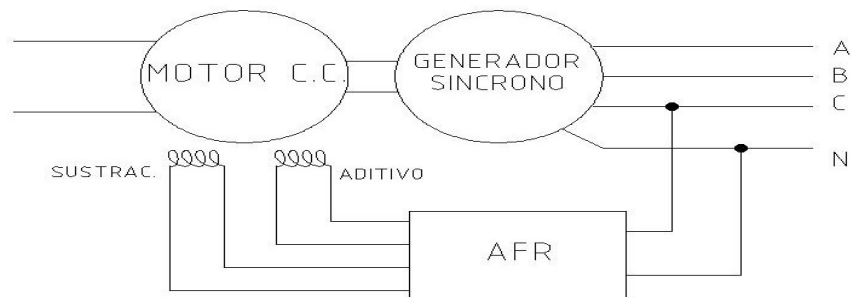 MOTOR C.C.
GENERADOR
SINCRONO
A
B
C
N
SUSTRAC.
ADITIVO
AFR